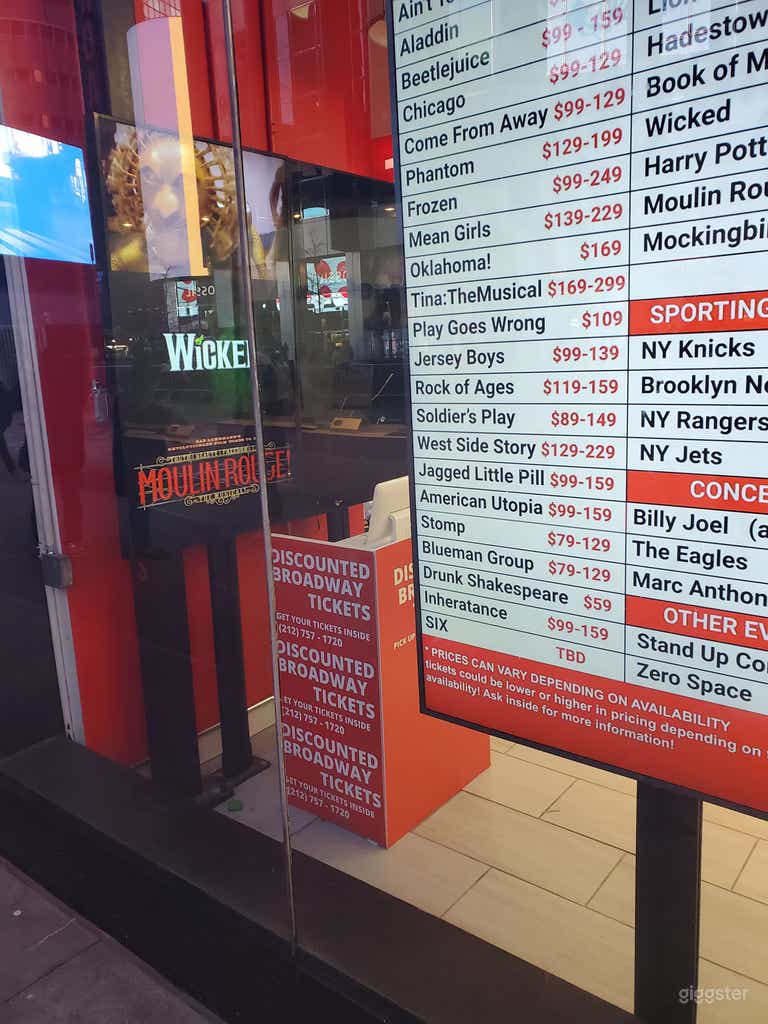 Ain't
Aladdin
Beetlejuice $99 - 159
Chicago $99-129
Come From Away $99-129
Phantom $129-199
Frozen $99-249
Mean Girls $139-229
Oklahoma! $169
Tina:TheMusical $169-299
Play Goes Wrong $109
Jersey Boys $99-139
Rock of Ages $119-159
Soldier's Play $89-149
West Side Story $129-229
Jagged Little Pill $99-159
American Utopia $99-159
Stomp $79-129
Blueman Group $79-129
Drunk Shakespeare $59
Inheratance $99-159
SIX TBD
* PRICES CAN VARY DEPENDING ON AVAILABILITY
tickets could be lower or higher in pricing depending on
availability! Ask inside for more information!
Hadestow
Book of M
Wicked
Harry Pott
Moulin Rou
Mockingbi
SPORTING
NY Knicks
Brooklyn Ne
NY Rangers
NY Jets
CONCE
Billy Joel (a
The Eagles
Marc Anthon
OTHER EV
Stand Up Co
Zero Space
WICKE
MOULIN ROUGE!
THE MUSICAL
DISCOUNTED
BROADWAY
TICKETS
GET YOUR TICKETS INSIDE
(212) 757 - 1720
DISCOUNTED
BROADWAY
TICKETS
GET YOUR TICKETS INSIDE
(212) 757 - 1720
DISCOUNTED
BROADWAY
TICKETS
GET YOUR TICKETS INSIDE
(212) 757 - 1720
DIS
BR
PICK UP
giggster